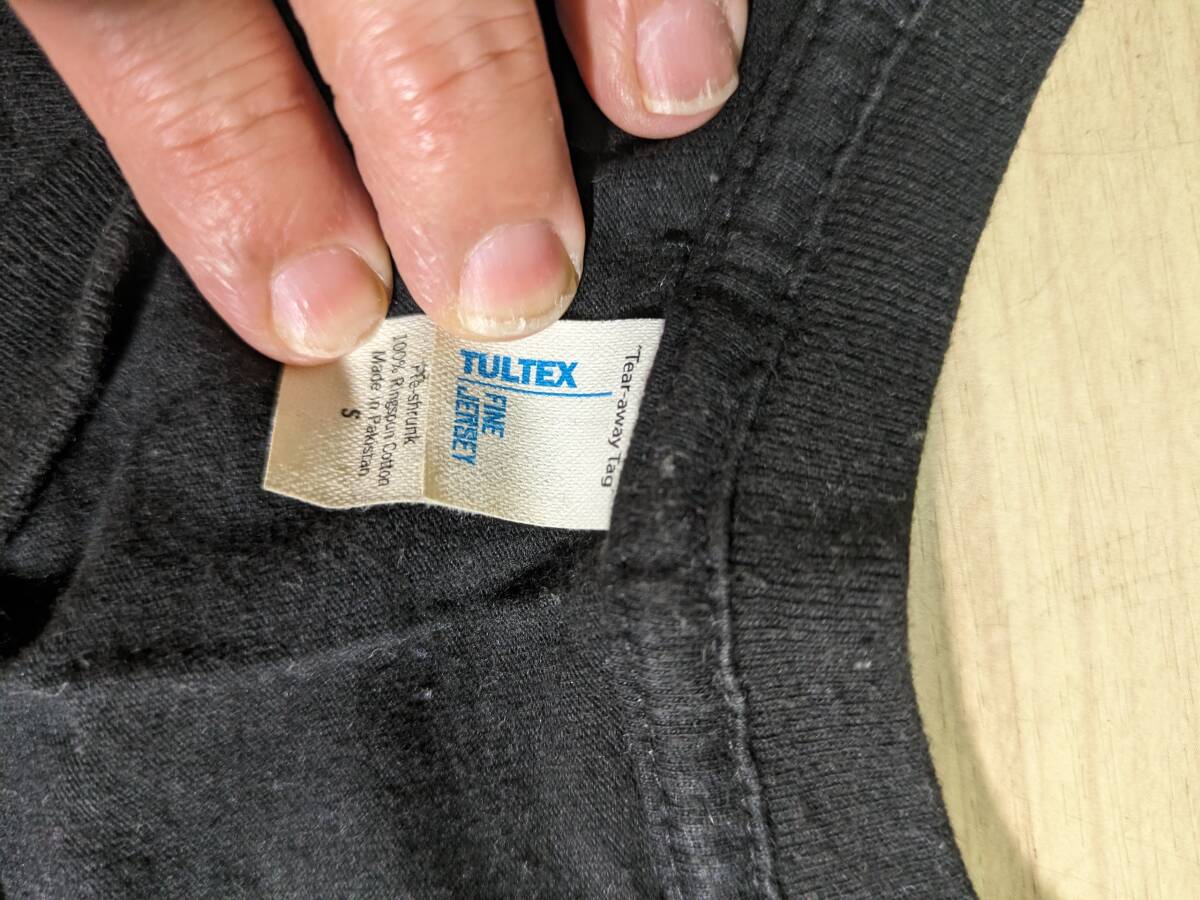 "Tear-away Tag"
TULTEX
FINE
JERSEY
Pre-shrunk
100% Ringspun Cotton
Made in Pakistan
S